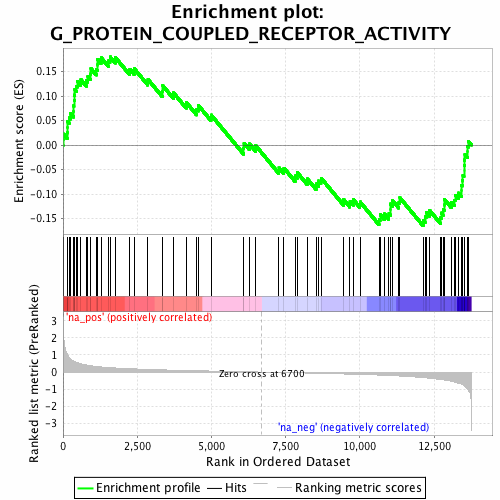 Enrichment plot:
G_PROTEIN_COUPLED_RECEPTOR_ACTIVITY
Enrichment score (ES)
0.15
0.10
0.05
0.00
-0.05
-0.10
-0.15
'na_pos' (positively correlated)
Ranked list metric (PreRanked)
3
2
1
0
-1
-2
-3
Zero cross at 6700
'na_neg' (negatively correlated)
0
2,500
5,000
7,500
10,000
12,500
Rank in Ordered Dataset
Enrichment profile
Hits
Ranking metric scores